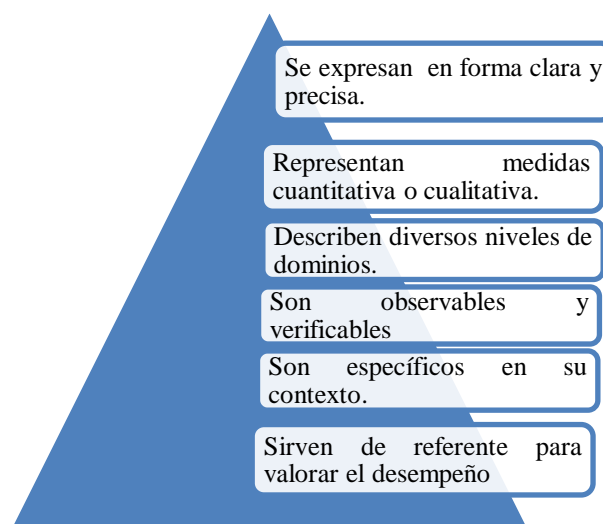 Se expresan en forma clara y
precisa.
Representan medidas
cuantitativa o cualitativa.
Describen diversos niveles de
dominios.
Son observables y
verificables
Son específicos en su
contexto.
Sirven de referente para
valorar el desempeño